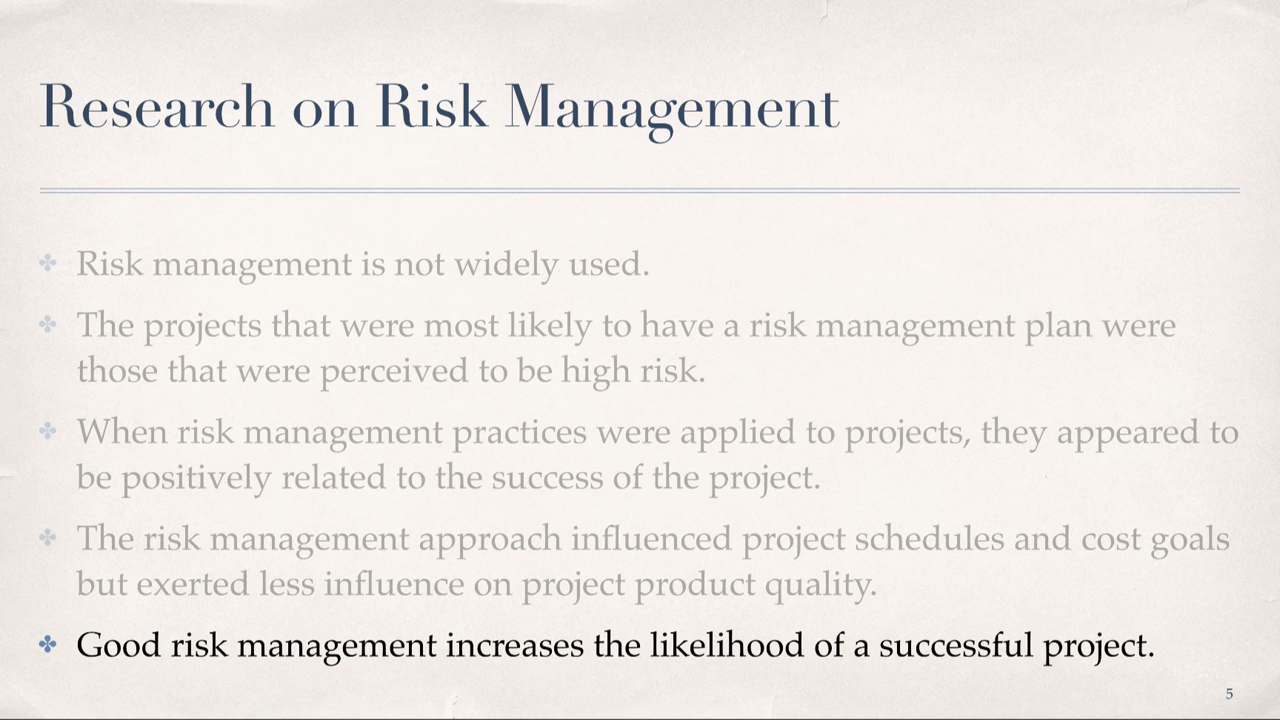 Research on Risk Management
Risk management is not widely used.
The projects that were most likely to have a risk management plan were
those that were perceived to be high risk.
When risk management practices were applied to projects, they appeared to
be positively related to the success of the project.
The risk management approach influenced project schedules and cost goals
but exerted less influence on project product quality.
Good risk management increases the likelihood of a successful project.
5